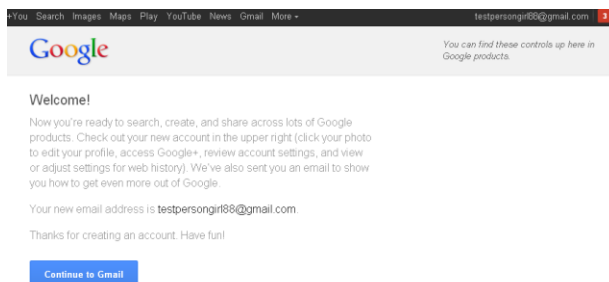 +You Search Images Maps Play YouTube News Gmail More
testpersongirl88@gmail.com 3
Google
You can find these controls up here in
Google products.
Welcome!
Now you're ready to search, create, and share across lots of Google
products. Check out your new account in the upper right (click your photo
to edit your profile, access Google+, review account settings, and view
or adjust settings for web history). We've also sent you an email to show
you how to get even more out of Google.
Your new email address is testpersongirl88@gmail.com.
Thanks for creating an account. Have fun!
Continue to Gmail